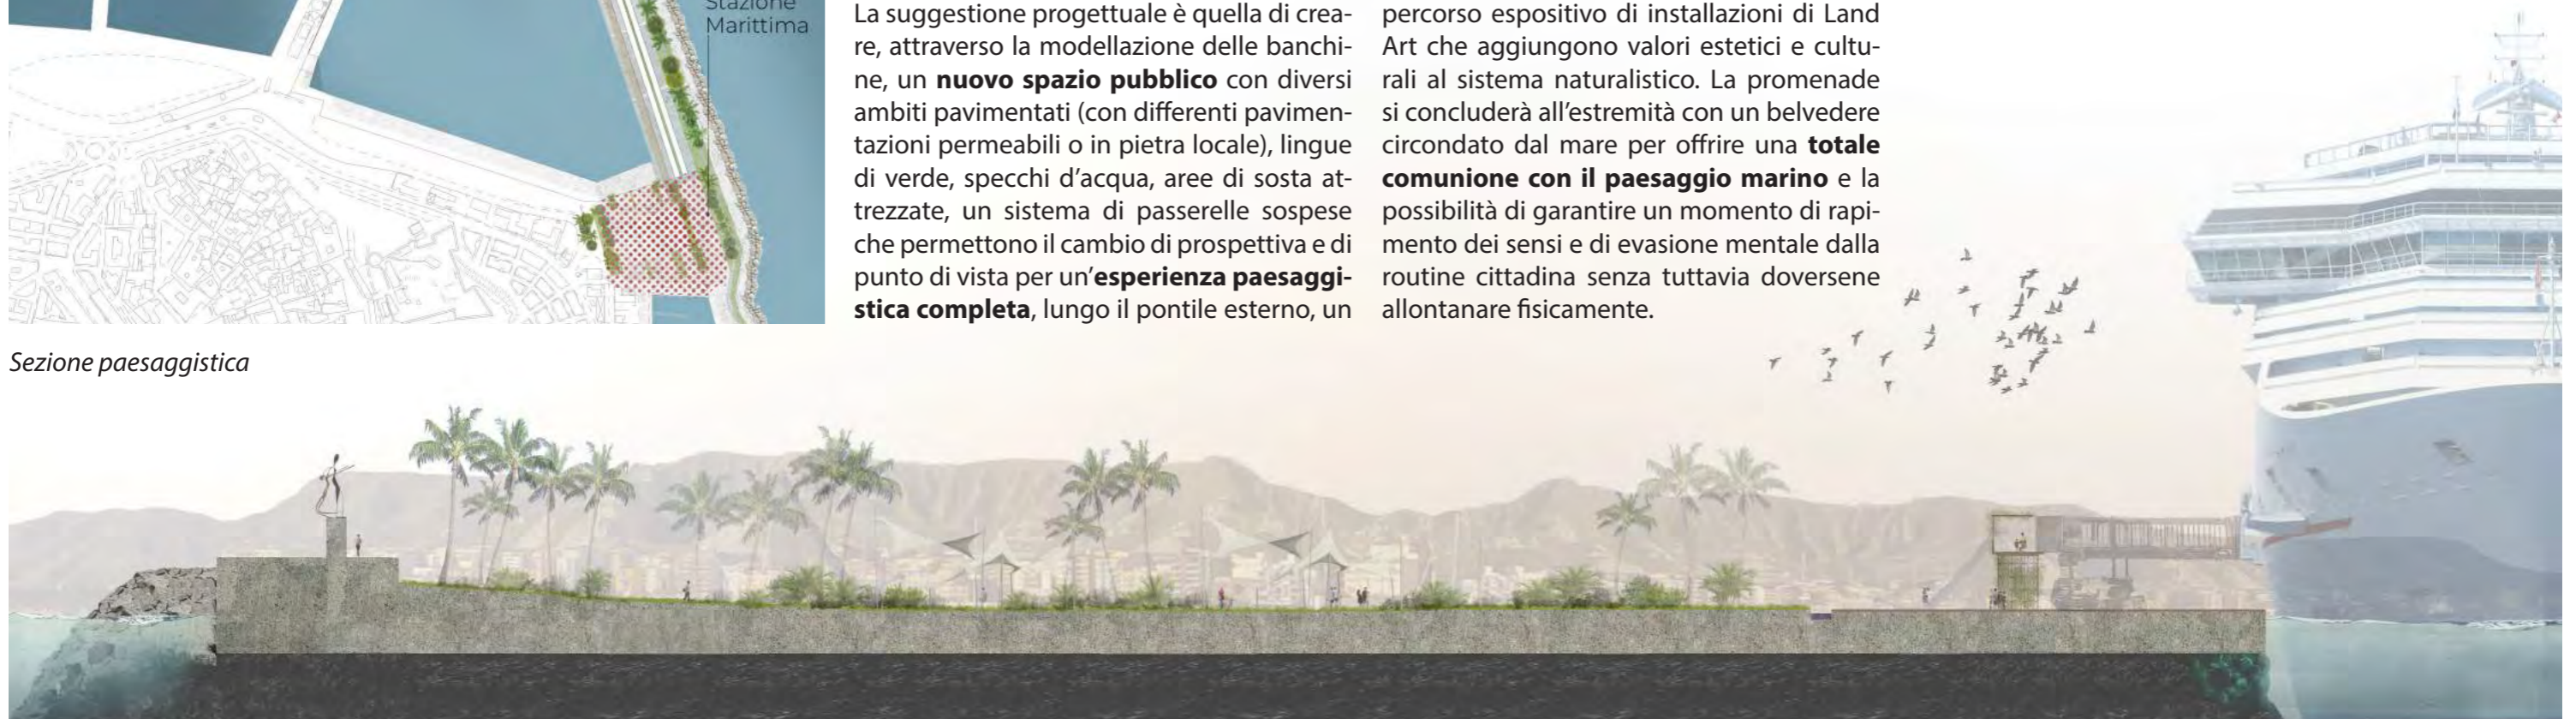 Stazione
Marittima
La suggestione progettuale è quella di crea-
re, attraverso la modellazione delle banchi-
ne, un nuovo spazio pubblico con diversi
ambiti pavimentati (con differenti pavimen-
tazioni permeabili o in pietra locale), lingue
di verde, specchi d'acqua, aree di sosta at-
trezzate, un sistema di passerelle sospese
che permettono il cambio di prospettiva e di
punto di vista per un'esperienza paesaggi-
stica completa, lungo il pontile esterno, un
percorso espositivo di installazioni di Land
Art che aggiungono valori estetici e cultu-
rali al sistema naturalistico. La promenade
si concluderà all'estremità con un belvedere
circondato dal mare per offrire una totale
comunione con il paesaggio marino e la
possibilità di garantire un momento di rapi-
mento dei sensi e di evasione mentale dalla
routine cittadina senza tuttavia doversene
allontanare fisicamente.
Sezione paesaggistica